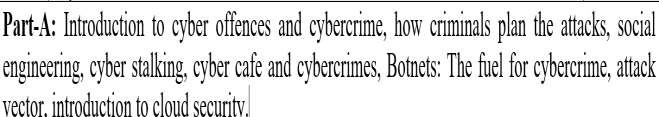 Part-A: Introduction to cyber offences and cybercrime, how criminals plan the attacks, social
engineering, cyber stalking, cyber cafe and cybercrimes, Botnets: The fuel for cybercrime, attack
vector, introduction to cloud security.